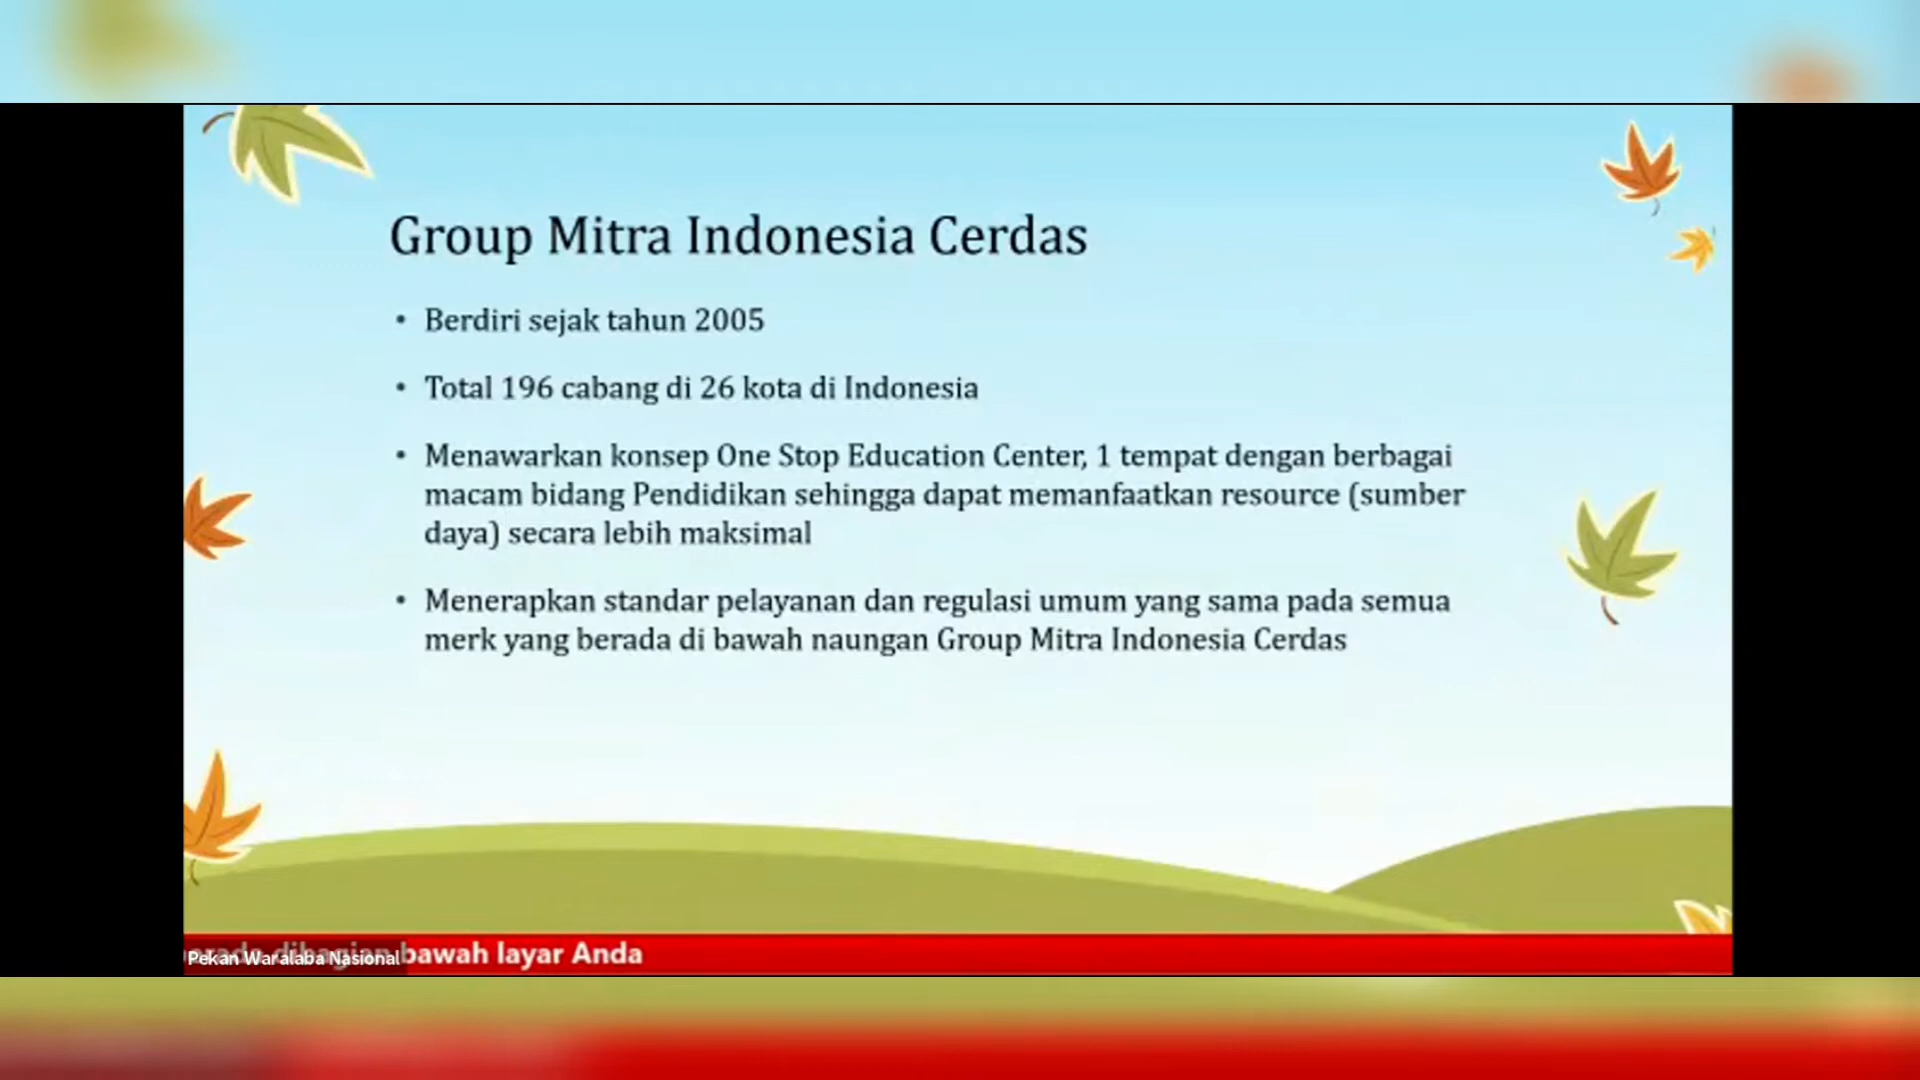 Group Mitra Indonesia Cerdas
• Berdiri sejak tahun 2005
• Total 196 cabang di 26 kota di Indonesia
• Menawarkan konsep One Stop Education Center, 1 tempat dengan berbagai
macam bidang Pendidikan sehingga dapat memanfaatkan resource (sumber
daya) secara lebih maksimal
• Menerapkan standar pelayanan dan regulasi umum yang sama pada semua
merk yang berada di bawah naungan Group Mitra Indonesia Cerdas
bawah layar Anda
Pekan Waralaba Nasional